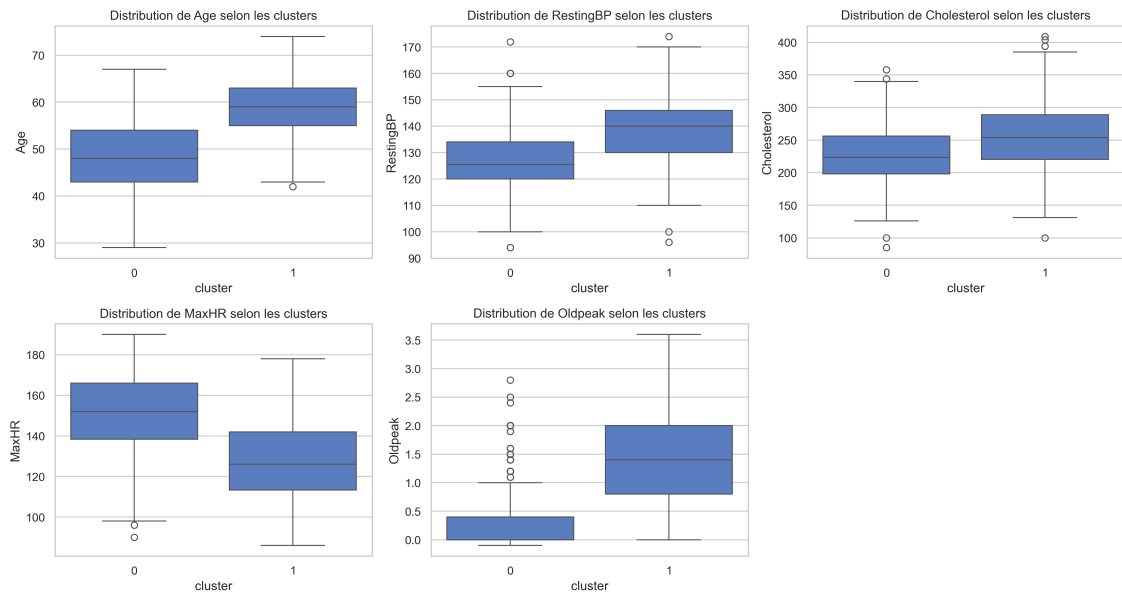 Distribution de Age selon les clusters
Age
70
60
50
40
30
0
1
cluster
Distribution de RestingBP selon les clusters
RestingBP
170
160
150
140
130
120
110
100
90
0
1
cluster
Distribution de Cholesterol selon les clusters
Cholesterol
400
350
300
250
200
150
100
0
1
cluster
Distribution de MaxHR selon les clusters
MaxHR
180
160
140
120
100
0
1
cluster
Distribution de Oldpeak selon les clusters
Oldpeak
3.5
3.0
2.5
2.0
1.5
1.0
0.5
0.0
0
1
cluster